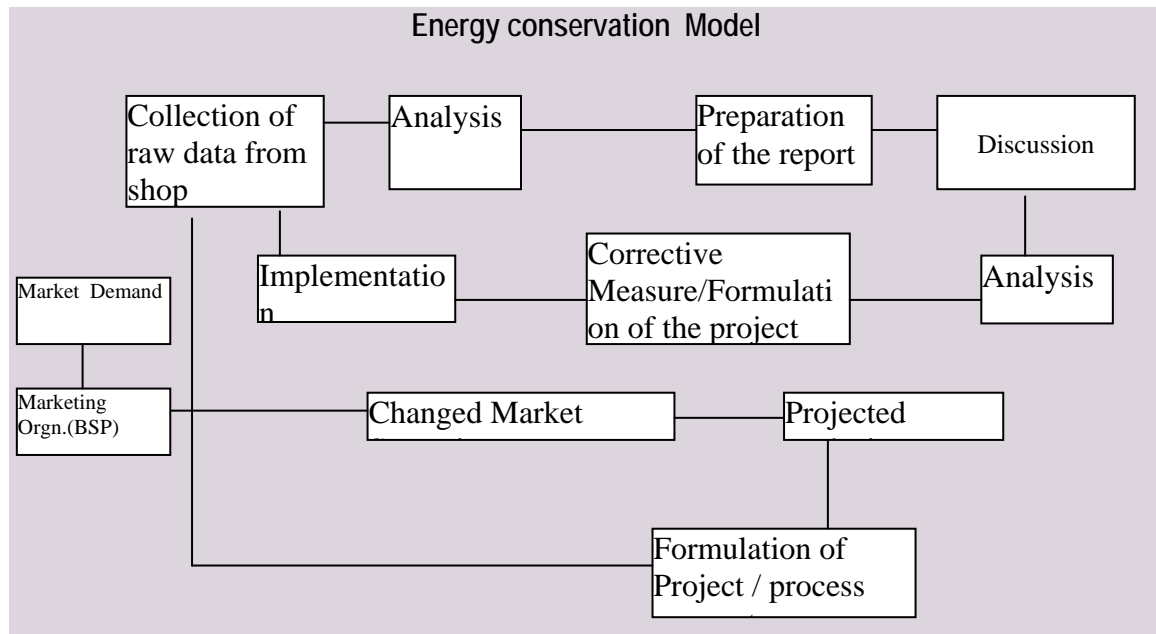 Energy conservation Model
Collection of
raw data from
shop
Analysis
Preparation
of the report
Discussion
Implementatio
n
Corrective
Measure/Formulati
on of the project
Analysis
Market Demand
Marketing
Orgn.(BSP)
Changed Market
Projected
Formulation of
Project / process